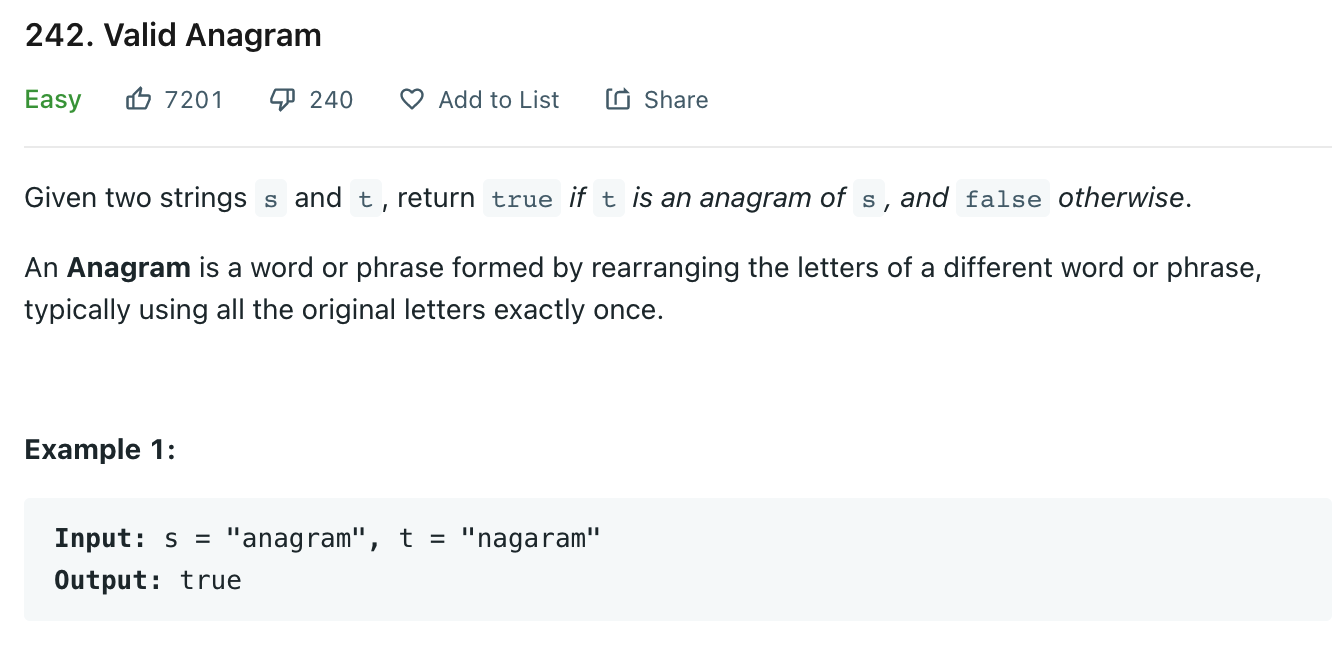 242. Valid Anagram
Easy 7201 240 Add to List Share
Given two strings s and t, return true if t is an anagram of s, and false otherwise.
An Anagram is a word or phrase formed by rearranging the letters of a different word or phrase,
typically using all the original letters exactly once.
Example 1:
Input: s = "anagram", t = "nagaram"
Output: true